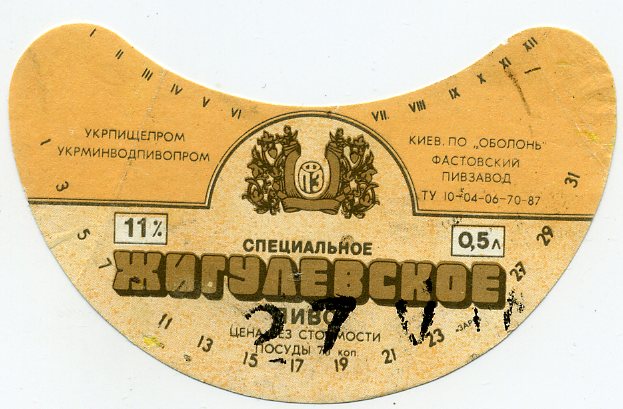 I II III IV V VI VII VIII IX X XI XII
УКРПИЩЕПРОМ
УКРМИНВОДПИВОПРОМ
КИЕВ. ПО „ОБОЛОНЬ"
ФАСТОВСКИЙ
ПИВЗАВОД
ТУ 10-04-06-70-87
ПЗ
11%
0,5л
СПЕЦИАЛЬНОЕ
ЖИГУЛЕВСКОЕ
ПИВО
ЦЕНА БЕЗ СТОИМОСТИ
ПОСУДЫ коп.
1 3 5 7 11 13 15 17 19 21 23 27 29 31
27